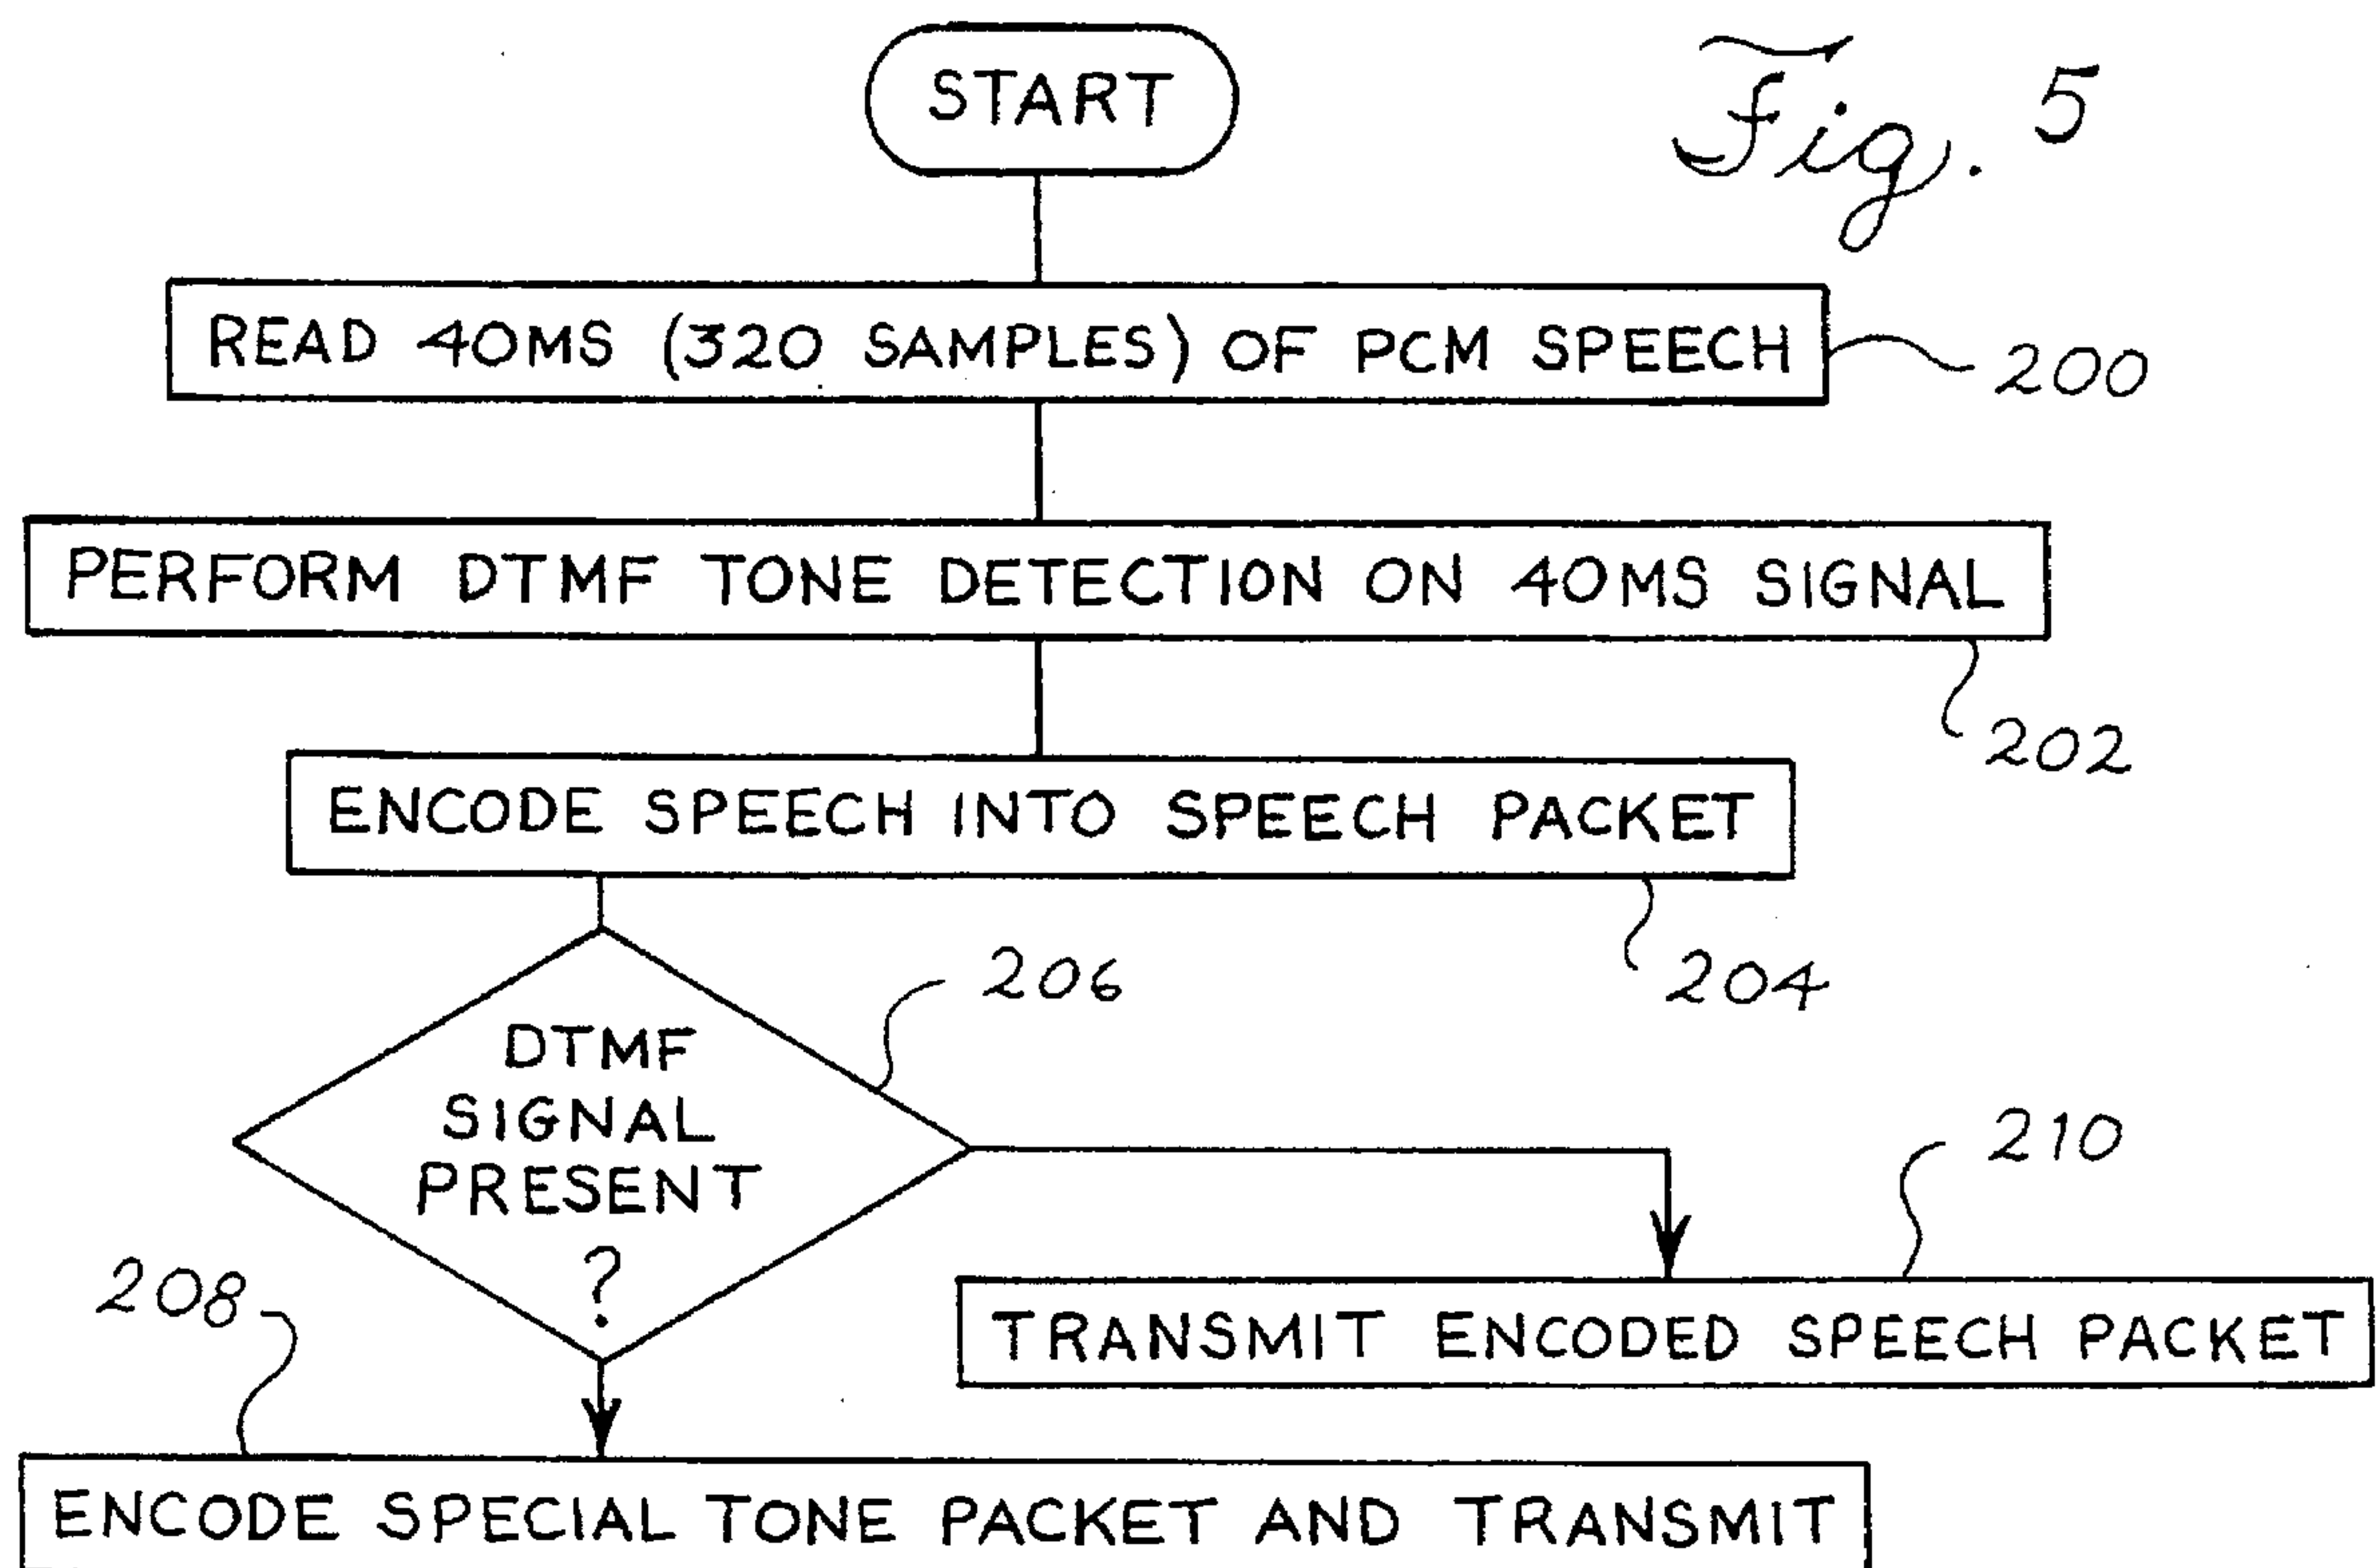 START
Fig. 5
READ 40MS (320 SAMPLES) OF PCM SPEECH
200
PERFORM DTMF TONE DETECTION ON 40MS SIGNAL
202
ENCODE SPEECH INTO SPEECH PACKET
204
206
DTMF
SIGNAL
PRESENT
?
210
208
TRANSMIT ENCODED SPEECH PACKET
ENCODE SPECIAL TONE PACKET AND TRANSMIT